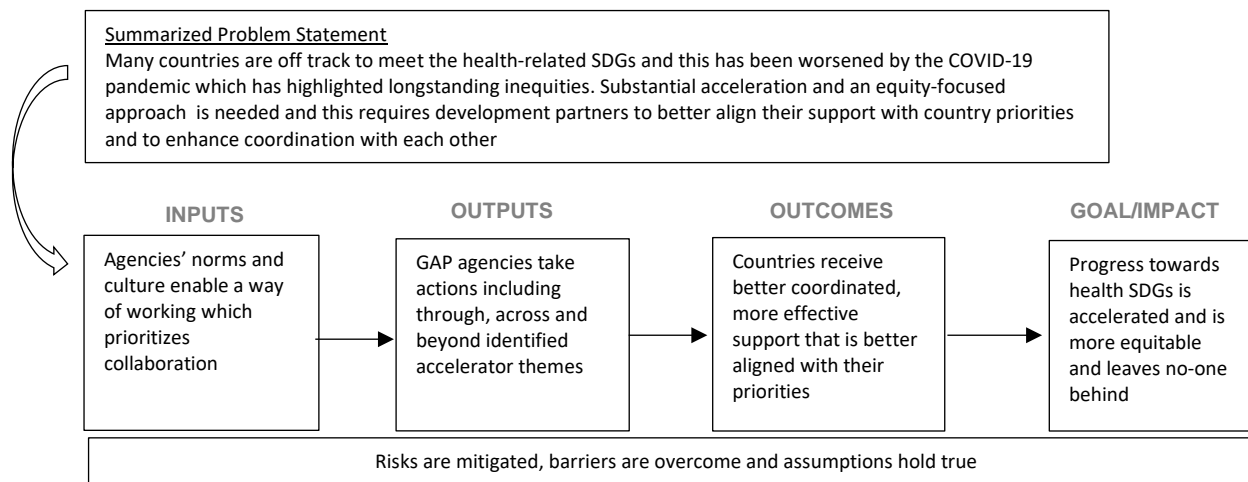 Summarized Problem Statement
Many countries are off track to meet the health-related SDGs and this has been worsened by the COVID-19
pandemic which has highlighted longstanding inequities. Substantial acceleration and an equity-focused
approach  is needed and this requires development partners to better align their support with country priorities
and to enhance coordination with each other
INPUTS
Agencies' norms and
culture enable a way
of working which
prioritizes
collaboration
OUTPUTS
GAP agencies take
actions including
through, across and
beyond identified
accelerator themes
OUTCOMES
Countries receive
better coordinated,
more effective
support that is better
aligned with their
priorities
GOAL/IMPACT
Progress towards
health SDGs is
accelerated and is
more equitable
and leaves no-one
behind
Risks are mitigated, barriers are overcome and assumptions hold true